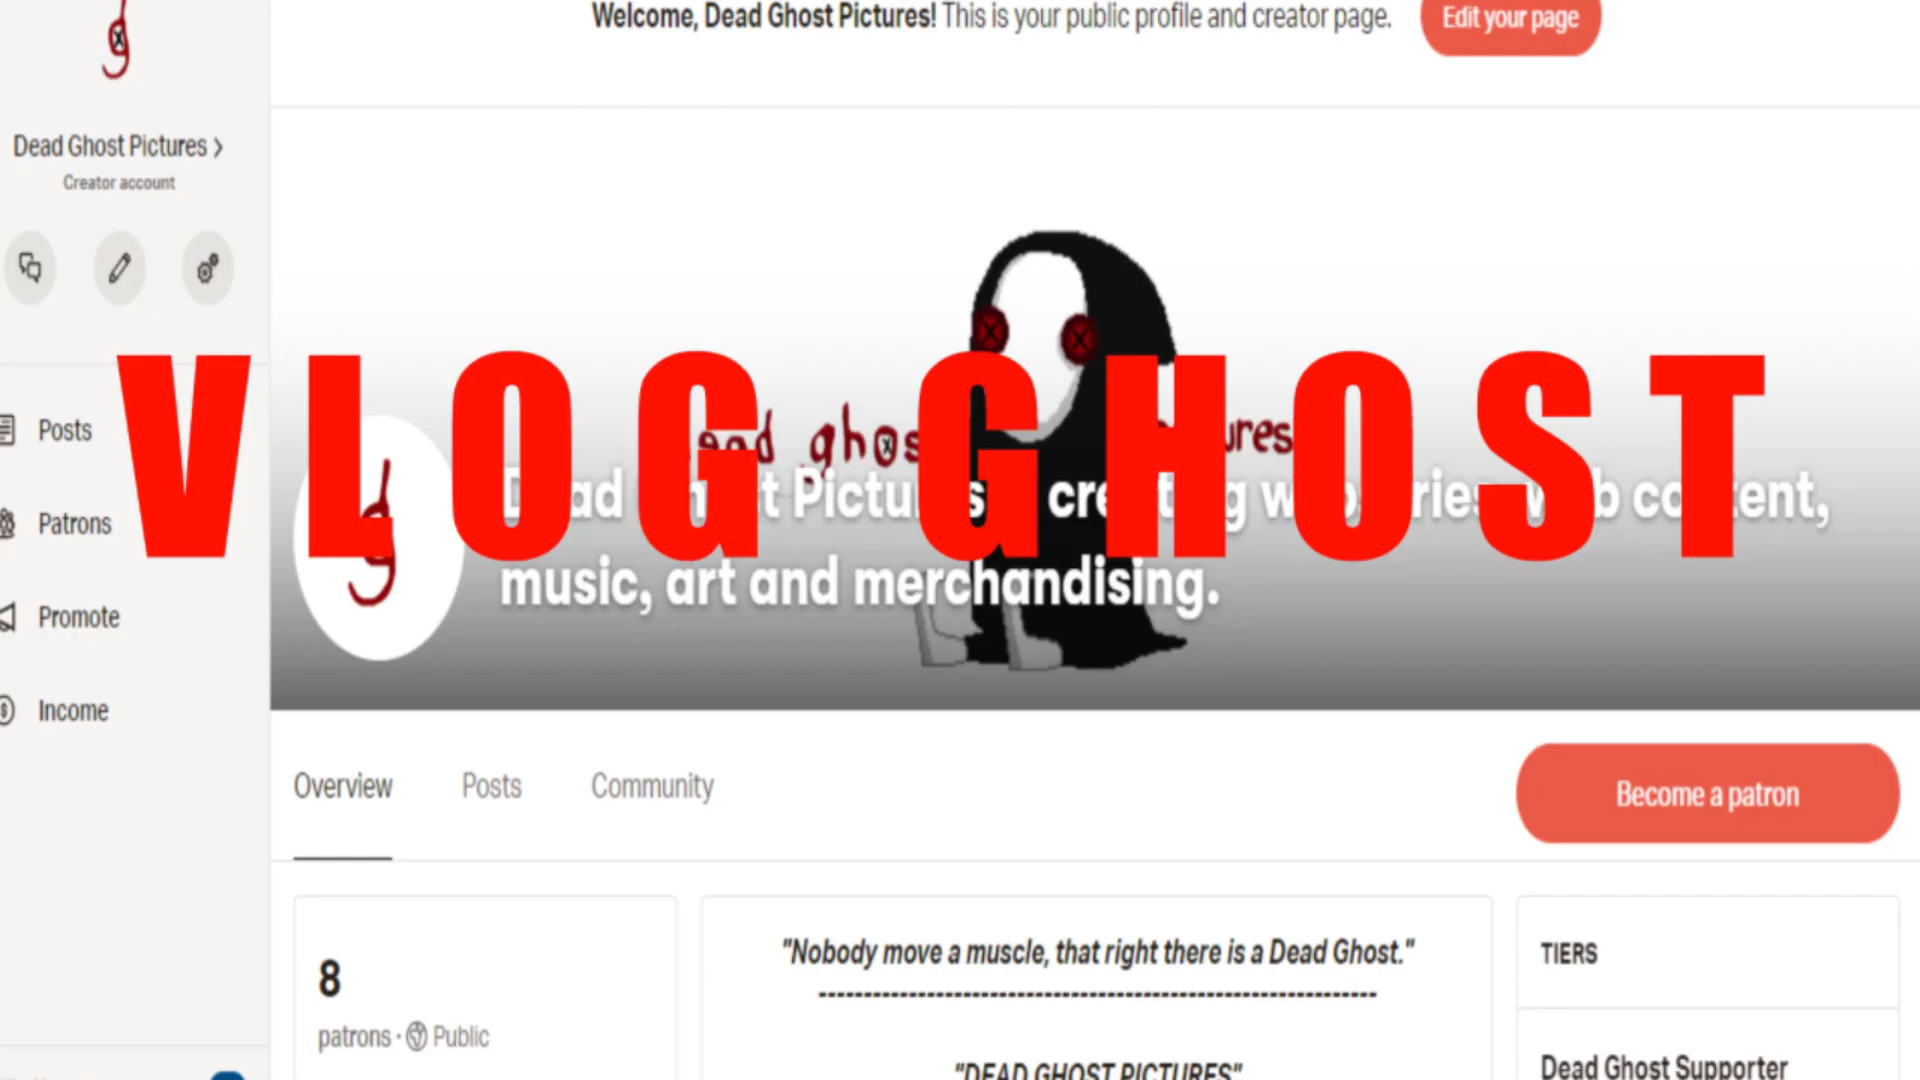 Welcome, Dead Ghost Pictures! This is your public profile and creator page.
Edit your page
Dead Ghost Pictures >
Creator account
VLOG GHOST
Posts
Patrons
Promote
Income
music, art and merchandising.
Overview
Posts
Community
Become a patron
8
patrons · Public
"Nobody move a muscle, that right there is a Dead Ghost."
--------------------------------------------------------------
"DEAD GHOST PICTURES"
TIERS
Dead Ghost Supporter